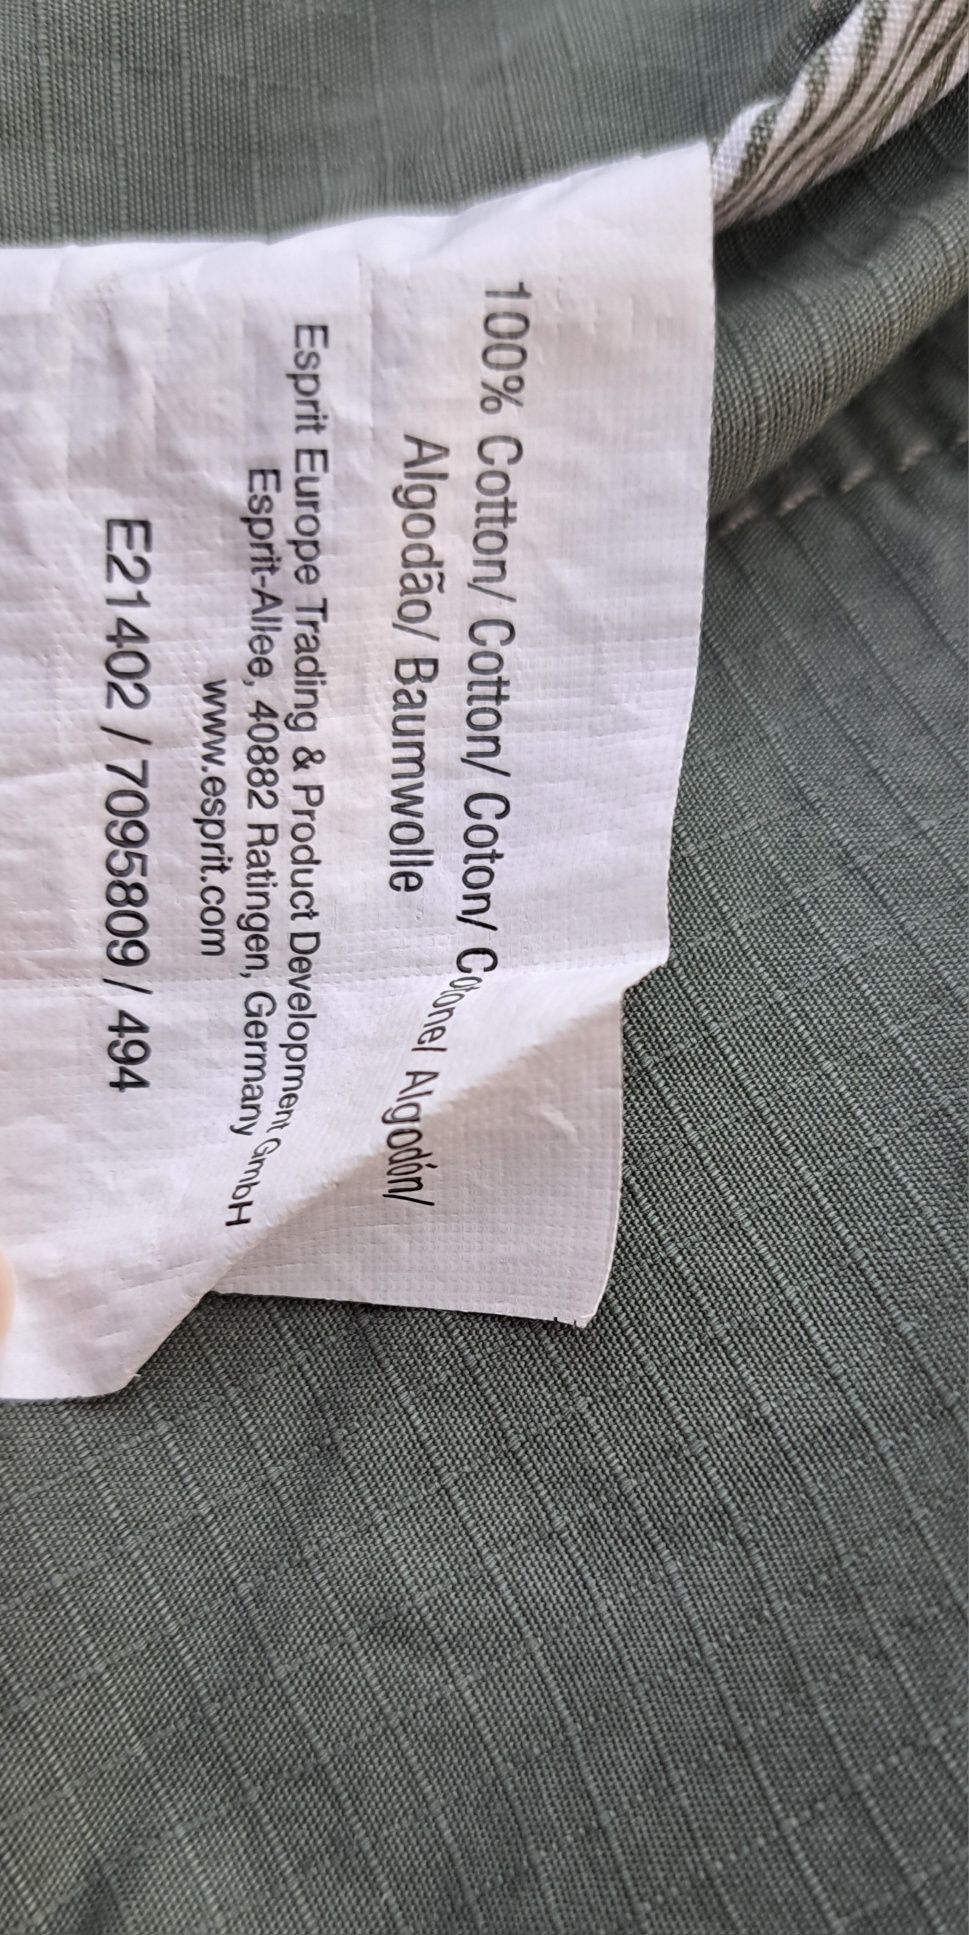 100% Cotton/ Cotton/ Coton/ Cotone/ Algodón/
Algodão/ Baumwolle
Esprit Europe Trading & Product Development GmbH
Esprit-Allee, 40882 Ratingen, Germany
www.esprit.com
E21402 / 7095809 / 494